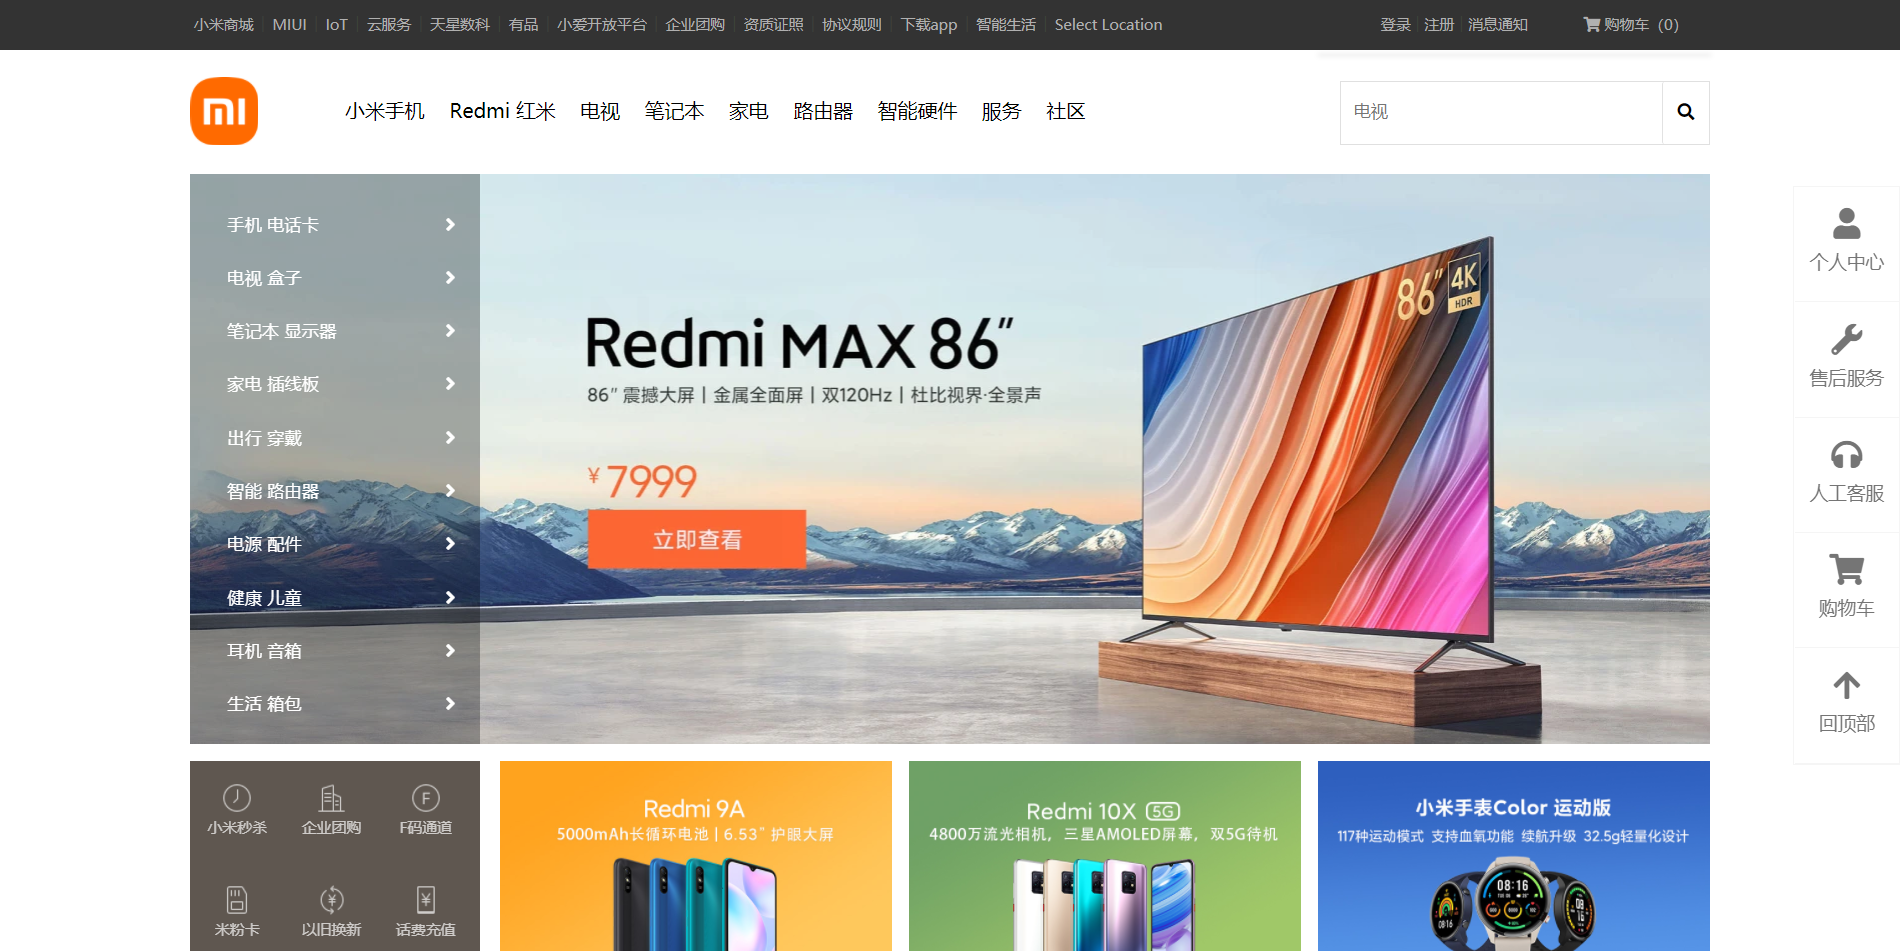 小米商城 MIUI IoT 云服务 天星数科 有品 小爱开放平台 企业团购 资质证照 协议规则 下载app 智能生活 Select Location 登录 注册 消息通知 购物车（0）
mi 小米手机 Redmi 红米 电视 笔记本 家电 路由器 智能硬件 服务 社区 电视
手机 电话卡
电视 盒子
笔记本 显示器
家电 插线板
出行 穿戴
智能 路由器
电源 配件
健康 儿童
耳机 音箱
生活 箱包
Redmi MAX 86”
86” 震撼大屏丨金属全面屏丨双120Hz丨杜比视界·全景声
¥ 7999
立即查看
86” 4K
HDR
个人中心
售后服务
人工客服
购物车
回顶部
F
小米秒杀 企业团购 F码通道
米粉卡 以旧换新 话费充值
Redmi 9A
5000mAh长循环电池 | 6.53” 护眼大屏
Redmi 10X 5G
4800万流光相机，三星AMOLED屏幕，双5G待机
小米手表Color 运动版
117种运动模式 支持血氧功能 续航升级 32.5g轻量化设计
08:16